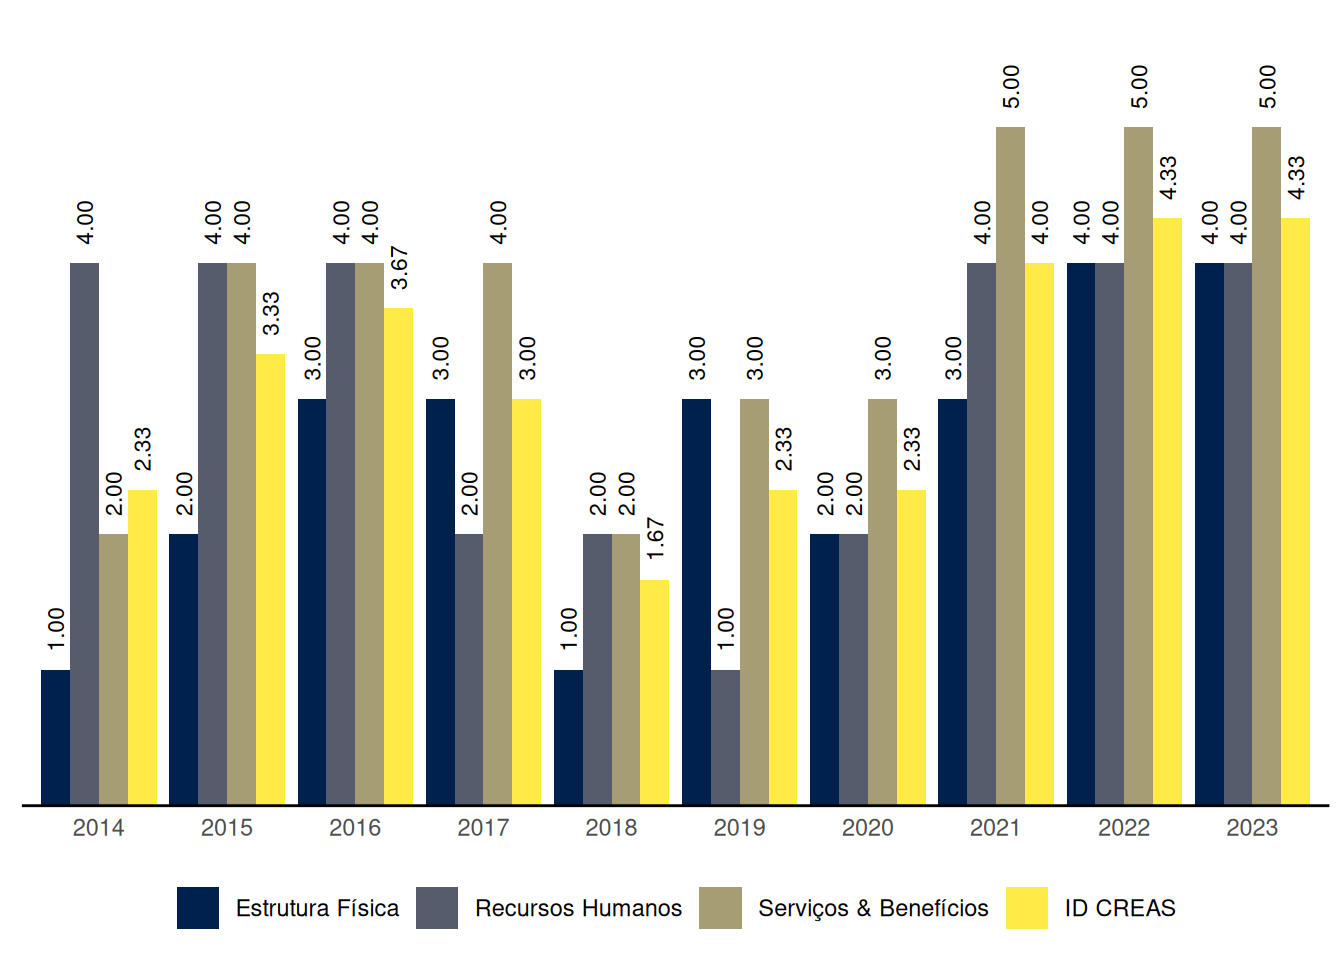 1.00 4.00 2.00 2.33 2.00 4.00 4.00 3.33 3.00 4.00 4.00 3.67 3.00 2.00 4.00 3.00 1.00 2.00 2.00 1.67 3.00 1.00 3.00 2.33 2.00 2.00 3.00 2.33 3.00 4.00 5.00 4.00 4.00 4.00 5.00 4.33 4.00 4.00 5.00 4.33
2014 2015 2016 2017 2018 2019 2020 2021 2022 2023
Estrutura Física Recursos Humanos Serviços & Benefícios ID CREAS